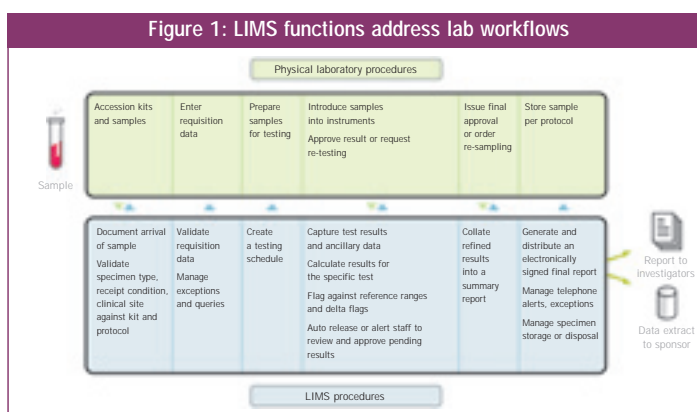 Figure 1: LIMS functions address lab workflows
Physical laboratory procedures
Sample
Accession kits
and samples
Enter
requisition
data
Prepare
samples
for testing
Introduce samples
into instruments
Approve result or request
re-testing
Issue final
approval
or order
re-sampling
Store sample
per protocol
Document arrival
of sample
Validate
specimen type,
receipt condition,
clinical site
against kit and
protocol
Validate
requisition
data
Manage
exceptions
and queries
Create
a testing
schedule
Capture test results
and ancillary data
Calculate results for
the specific test
Flag against reference ranges
and delta flags
Auto release or alert staff to
review and approve pending
results
Collate
refined
results
into a
summary
report
Generate and
distribute an
electronically
signed final report
Manage telephone
alerts, exceptions
Manage specimen
storage or disposal
Report to
investigators
Data extract
to sponsor
LIMS procedures